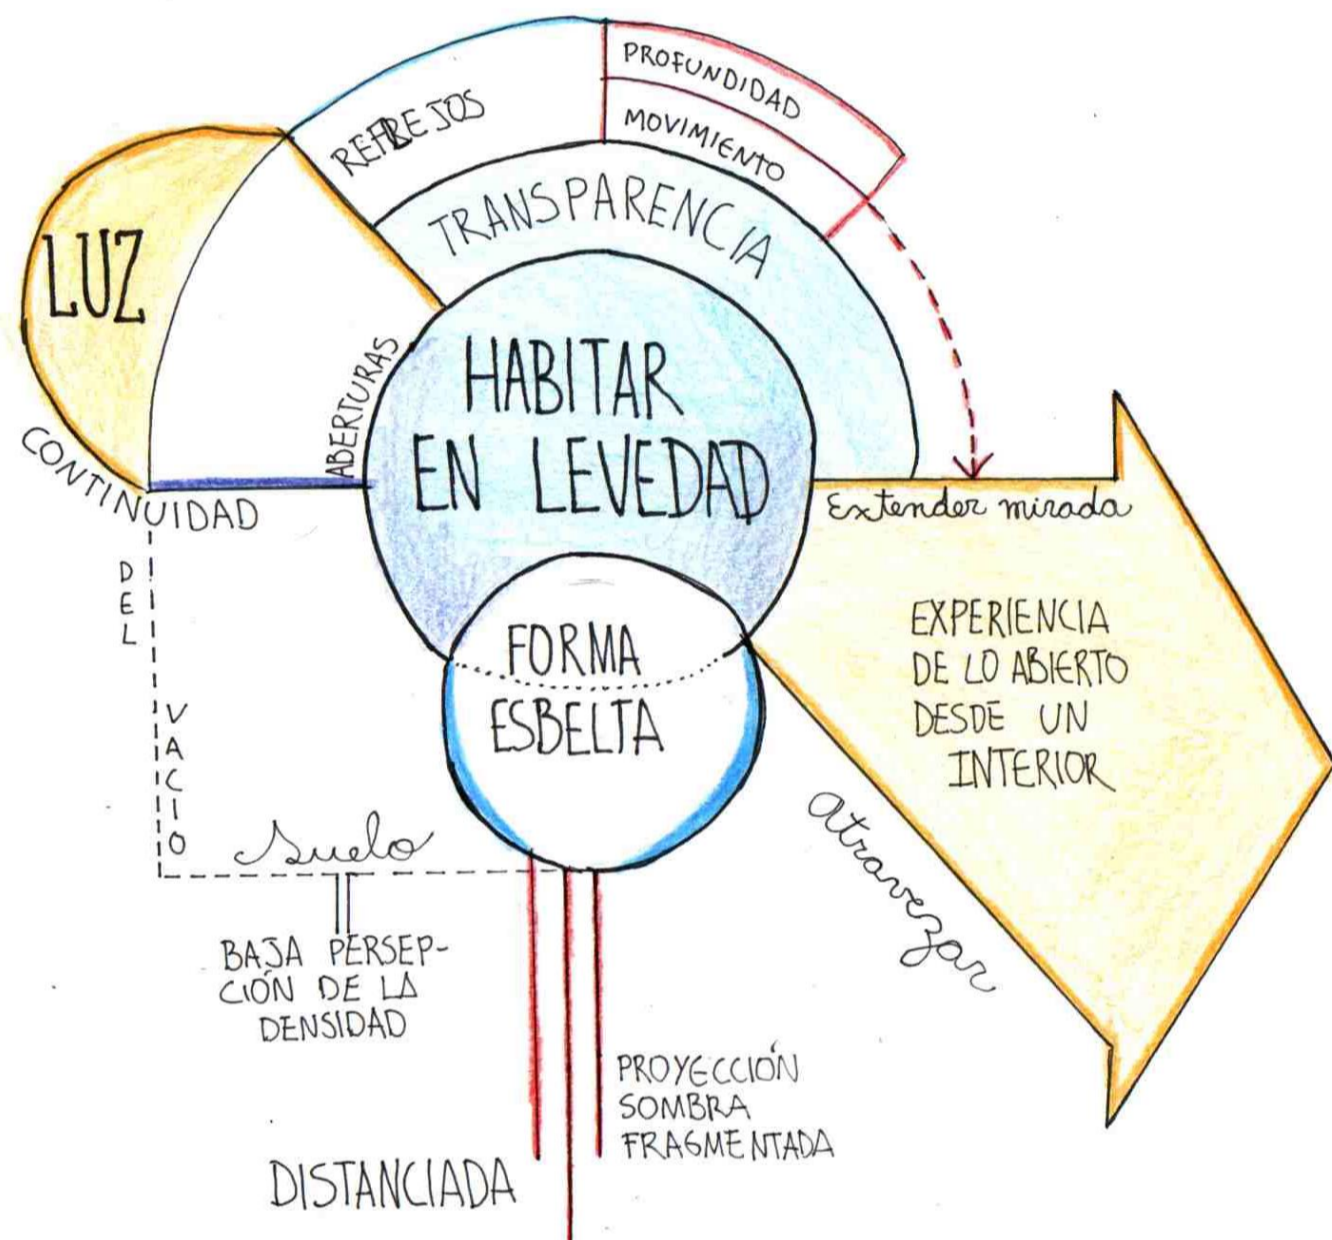 PROFUNDIDAD
MOVIMIENTO
REFLEJOS
TRANSPARENCIA
LUZ
ABERTURAS
HABITAR
EN LEVEDAD
CONTINUIDAD
DEL
VACIO
Extender mirada
EXPERIENCIA
DE LO ABIERTO
DESDE UN
INTERIOR
FORMA
ESBELTA
Atravezar
Suelo
BAJA PERSEP-
CIÓN DE LA
DENSIDAD
PROYECCIÓN
SOMBRA
FRAGMENTADA
DISTANCIADA